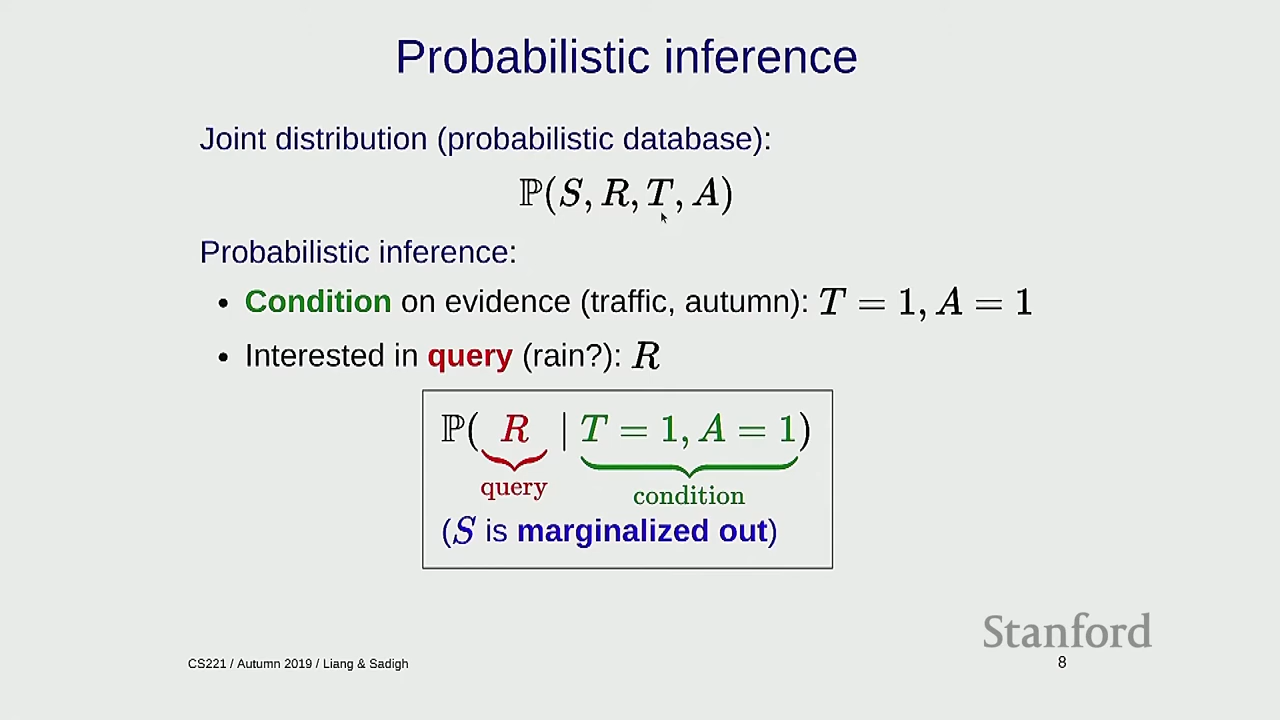 Probabilistic inference
Joint distribution (probabilistic database):
ℙ(S, R, T, A)
Probabilistic inference:
• Condition on evidence (traffic, autumn): T = 1, A = 1
• Interested in query (rain?): R
ℙ( R | T = 1, A = 1)
query condition
(S is marginalized out)
Stanford
CS221 / Autumn 2019 / Liang & Sadigh 8